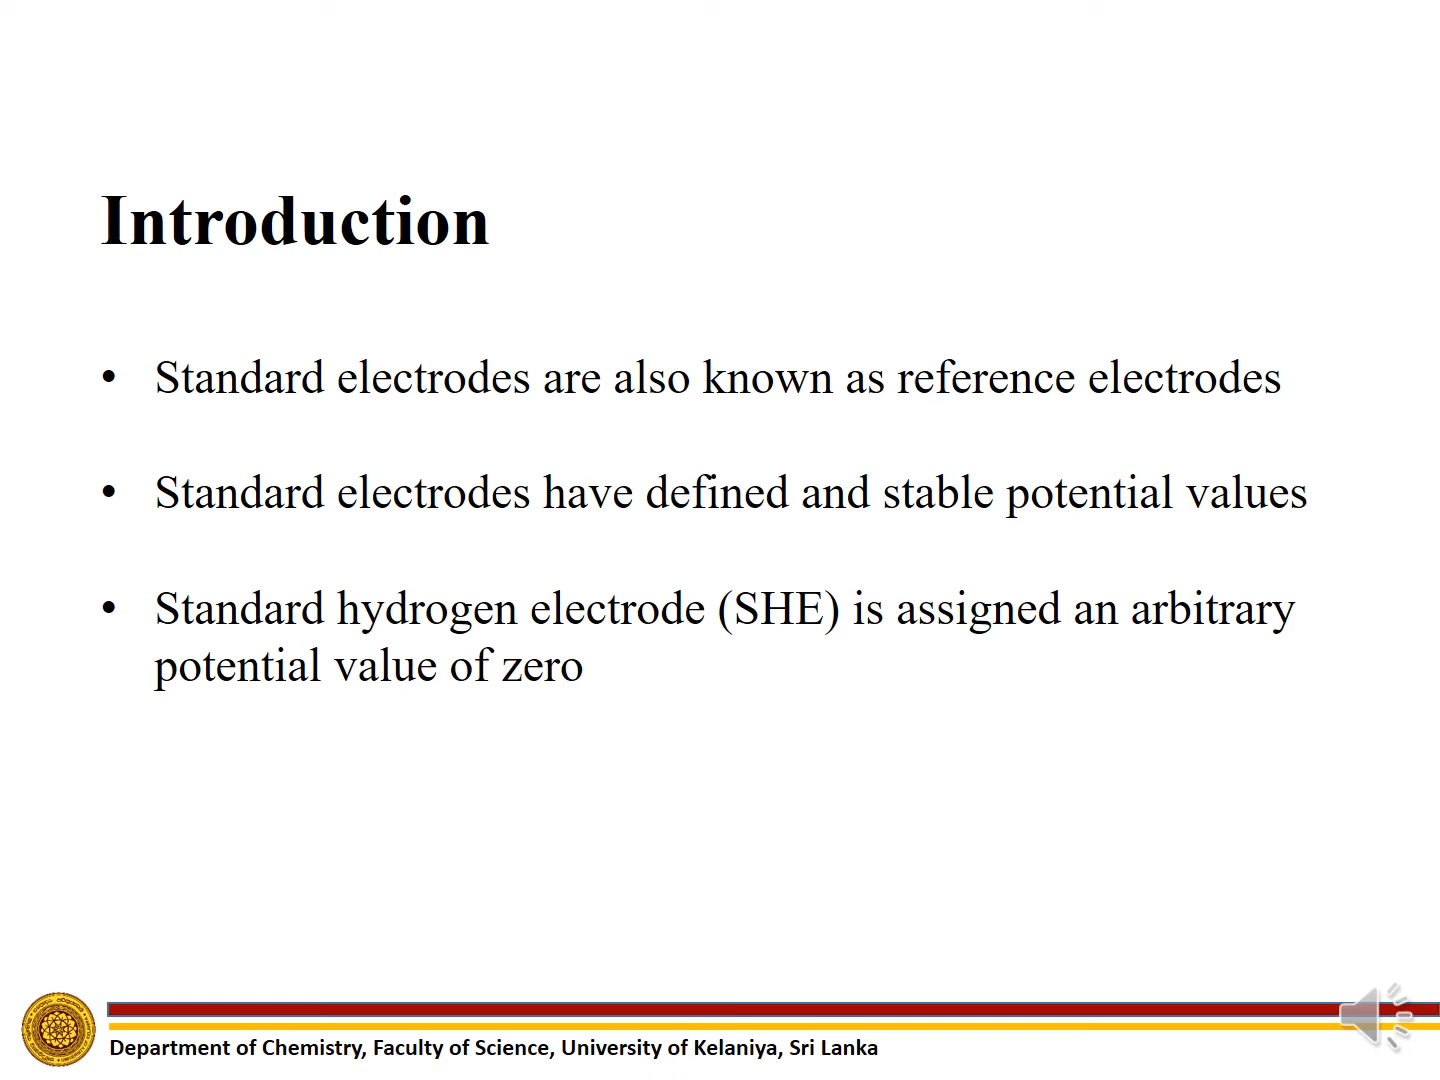 Introduction
• Standard electrodes are also known as reference electrodes
• Standard electrodes have defined and stable potential values
• Standard hydrogen electrode (SHE) is assigned an arbitrary
potential value of zero
Department of Chemistry, Faculty of Science, University of Kelaniya, Sri Lanka